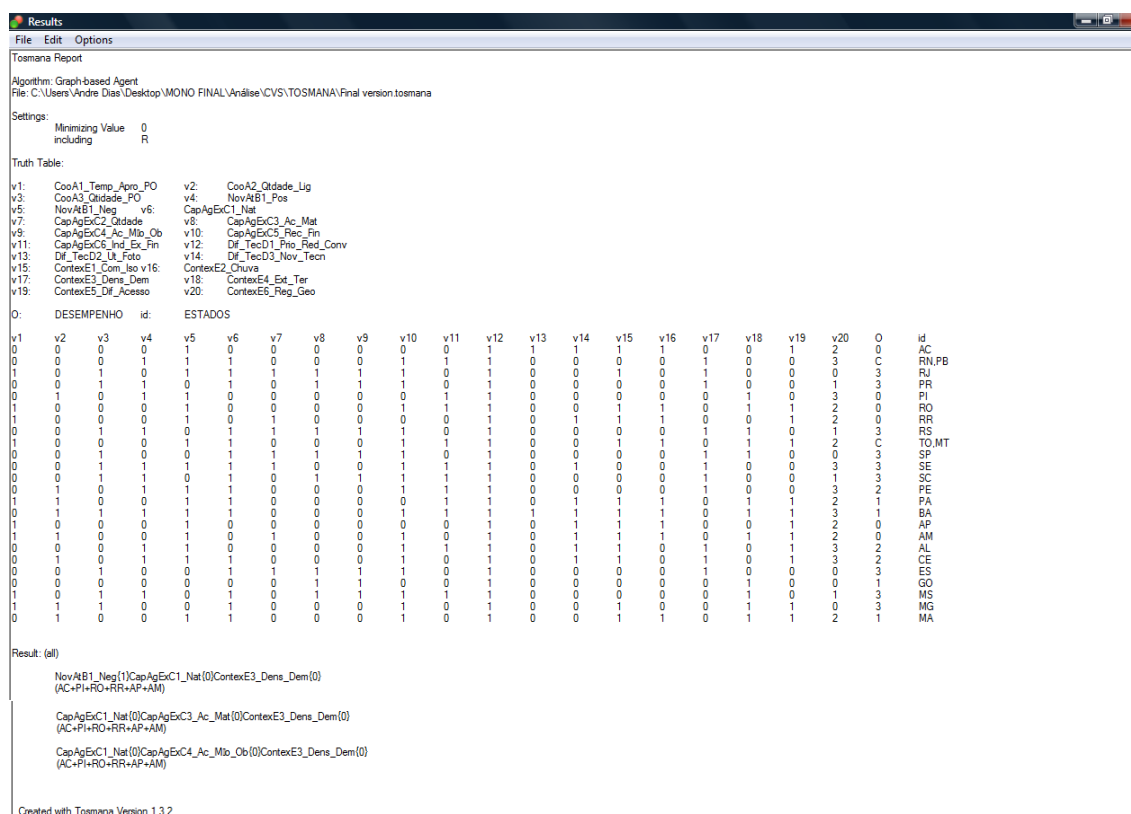 Results
File Edit Options
Tosmana Report
Algorithm: Graph-based Agent
File: C:\Users\Andre Dias\Desktop\MONO FINAL\Análise\CVS\TOSMANA\Final version.tosmana
Settings:
Minimizing Value 0
including R
Truth Table:
v1: CooA1_Temp_Apro_PO v2: CooA2_Qtdade_Lig
v3: CooA3_Qtidade_PO v4: NovAtB1_Pos
v5: NovAtB1_Neg v6: CapAgExC1_Nat
v7: CapAgExC2_Qtdade v8: CapAgExC3_Ac_Mat
v9: CapAgExC4_Ac_Mlo_Ob v10: CapAgExC5_Rec_Fin
v11: CapAgExC6_Ind_Ex_Fin v12: Dif_TecD1_Prio_Red_Conv
v13: Dif_TecD2_Ut_Foto v14: Dif_TecD3_Nov_Tecn
v15: ContexE1_Com_Iso v16: ContexE2_Chuva
v17: ContexE3_Dens_Dem v18: ContexE4_Ext_Ter
v19: ContexE5_Dif_Acesso v20: ContexE6_Reg_Geo
O: DESEMPENHO id: ESTADOS
v1 v2 v3 v4 v5 v6 v7 v8 v9 v10 v11 v12 v13 v14 v15 v16 v17 v18 v19 v20 O id
0 0 0 0 1 0 0 0 0 0 0 1 1 1 1 1 0 0 1 2 0 AC
0 0 0 1 1 1 0 0 0 1 1 1 0 0 0 0 1 0 0 3 C RN,PB
1 0 1 0 1 1 1 1 1 1 0 1 0 0 1 0 1 0 0 0 3 RJ
0 0 1 1 0 1 0 1 1 1 0 1 0 0 0 0 1 0 0 1 3 PR
0 1 0 1 1 0 0 0 0 0 1 1 0 0 0 0 0 1 0 3 0 PI
1 0 0 0 1 0 0 0 0 1 1 1 0 0 1 1 0 1 1 2 0 RO
1 0 0 0 1 0 1 0 0 0 0 1 0 1 1 1 0 0 1 2 0 RR
0 0 1 1 0 1 1 1 1 1 0 1 0 0 0 0 1 1 0 1 3 RS
1 0 0 0 1 1 0 0 0 1 1 1 0 0 1 1 0 1 1 2 C TO,MT
0 0 1 0 0 1 1 1 1 1 0 1 0 0 0 0 1 1 0 0 3 SP
0 0 1 1 1 1 1 0 0 1 1 1 0 1 0 0 1 0 0 3 3 SE
0 0 1 1 0 1 0 1 1 1 1 1 0 0 0 0 1 0 0 1 3 SC
0 1 0 1 1 1 0 0 0 1 1 1 0 0 0 0 1 0 0 3 2 PE
1 1 0 0 1 1 0 0 0 0 1 1 0 1 1 1 0 1 1 2 1 PA
0 1 1 1 1 1 0 0 0 1 1 1 1 1 1 1 0 1 1 3 1 BA
1 0 0 0 1 0 0 0 0 0 0 1 0 1 1 1 0 0 1 2 0 AP
1 1 0 0 1 0 1 0 0 0 0 1 0 1 1 1 0 1 1 2 0 AM
0 0 0 1 1 0 0 0 0 1 1 1 0 1 1 0 1 0 1 3 2 AL
0 1 0 1 1 1 0 0 0 1 0 1 0 1 1 0 1 0 1 3 2 CE
0 0 1 0 0 1 1 1 1 1 0 1 0 0 0 0 1 0 0 0 3 ES
0 0 0 0 0 0 0 1 1 0 0 1 0 0 0 0 0 1 0 0 1 GO
1 0 1 1 0 1 0 1 1 1 1 1 0 0 0 0 0 1 0 1 3 MS
1 1 1 0 0 1 0 0 0 1 0 1 0 0 1 0 0 1 1 0 3 MG
0 1 0 0 1 1 0 0 0 1 0 1 0 0 1 1 0 1 1 2 1 MA
Result: (all)
NovAtB1_Neg{1}CapAgExC1_Nat{0}ContexE3_Dens_Dem{0}
(AC+PI+RO+RR+AP+AM)
CapAgExC1_Nat{0}CapAgExC3_Ac_Mat{0}ContexE3_Dens_Dem{0}
(AC+PI+RO+RR+AP+AM)
CapAgExC1_Nat{0}CapAgExC4_Ac_Mlo_Ob{0}ContexE3_Dens_Dem{0}
(AC+PI+RO+RR+AP+AM)
Created with Tosmana Version 1.3.2